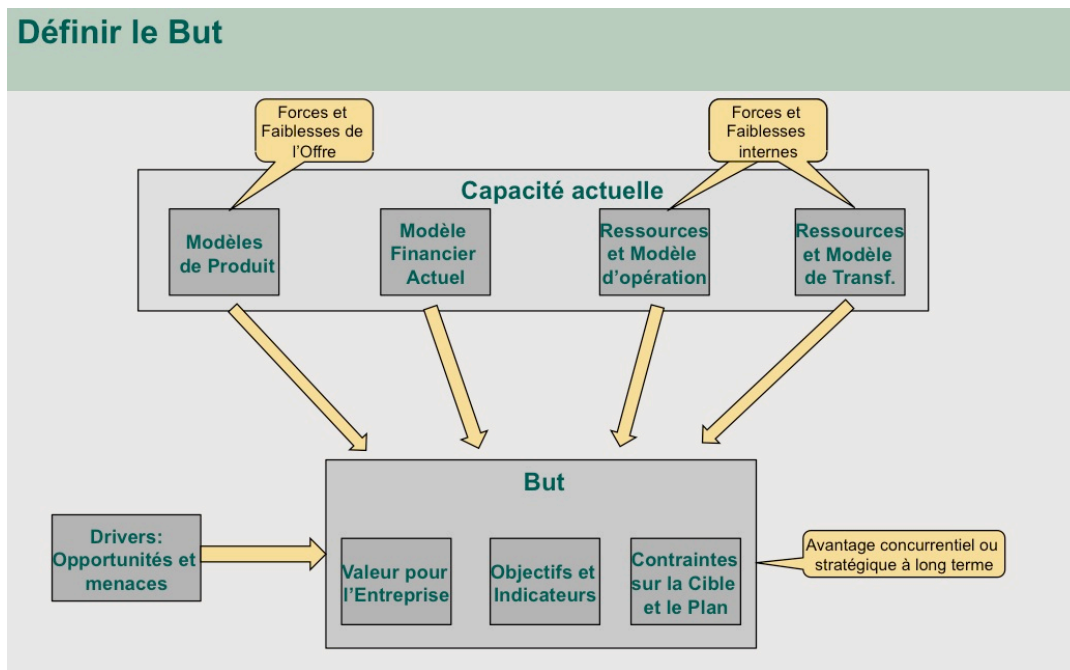 Définir le But
Forces et
Faiblesses de
l'Offre
Forces et
Faiblesses
internes
Capacité actuelle
Modèles
de Produit
Modèle
Financier
Actuel
Ressources
et Modèle
d'opération
Ressources
et Modèle
de Transf.
But
Drivers:
Opportunités et
menaces
Valeur pour
l'Entreprise
Objectifs et
Indicateurs
Contraintes
sur la Cible
et le Plan
Avantage concurrentiel ou
stratégique à long terme